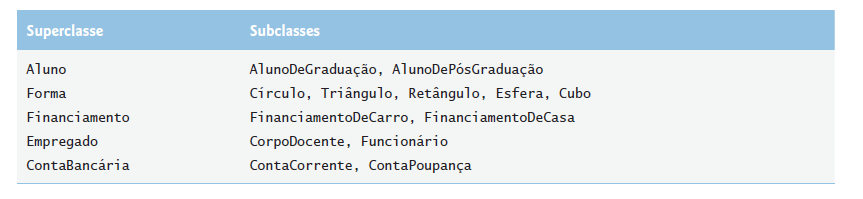 Superclasse Subclasses
Aluno AlunoDeGraduação, AlunoDePósGraduação
Forma Círculo, Triângulo, Retângulo, Esfera, Cubo
Financiamento FinanciamentoDeCarro, FinanciamentoDeCasa
Empregado CorpoDocente, Funcionário
ContaBancária ContaCorrente, ContaPoupança